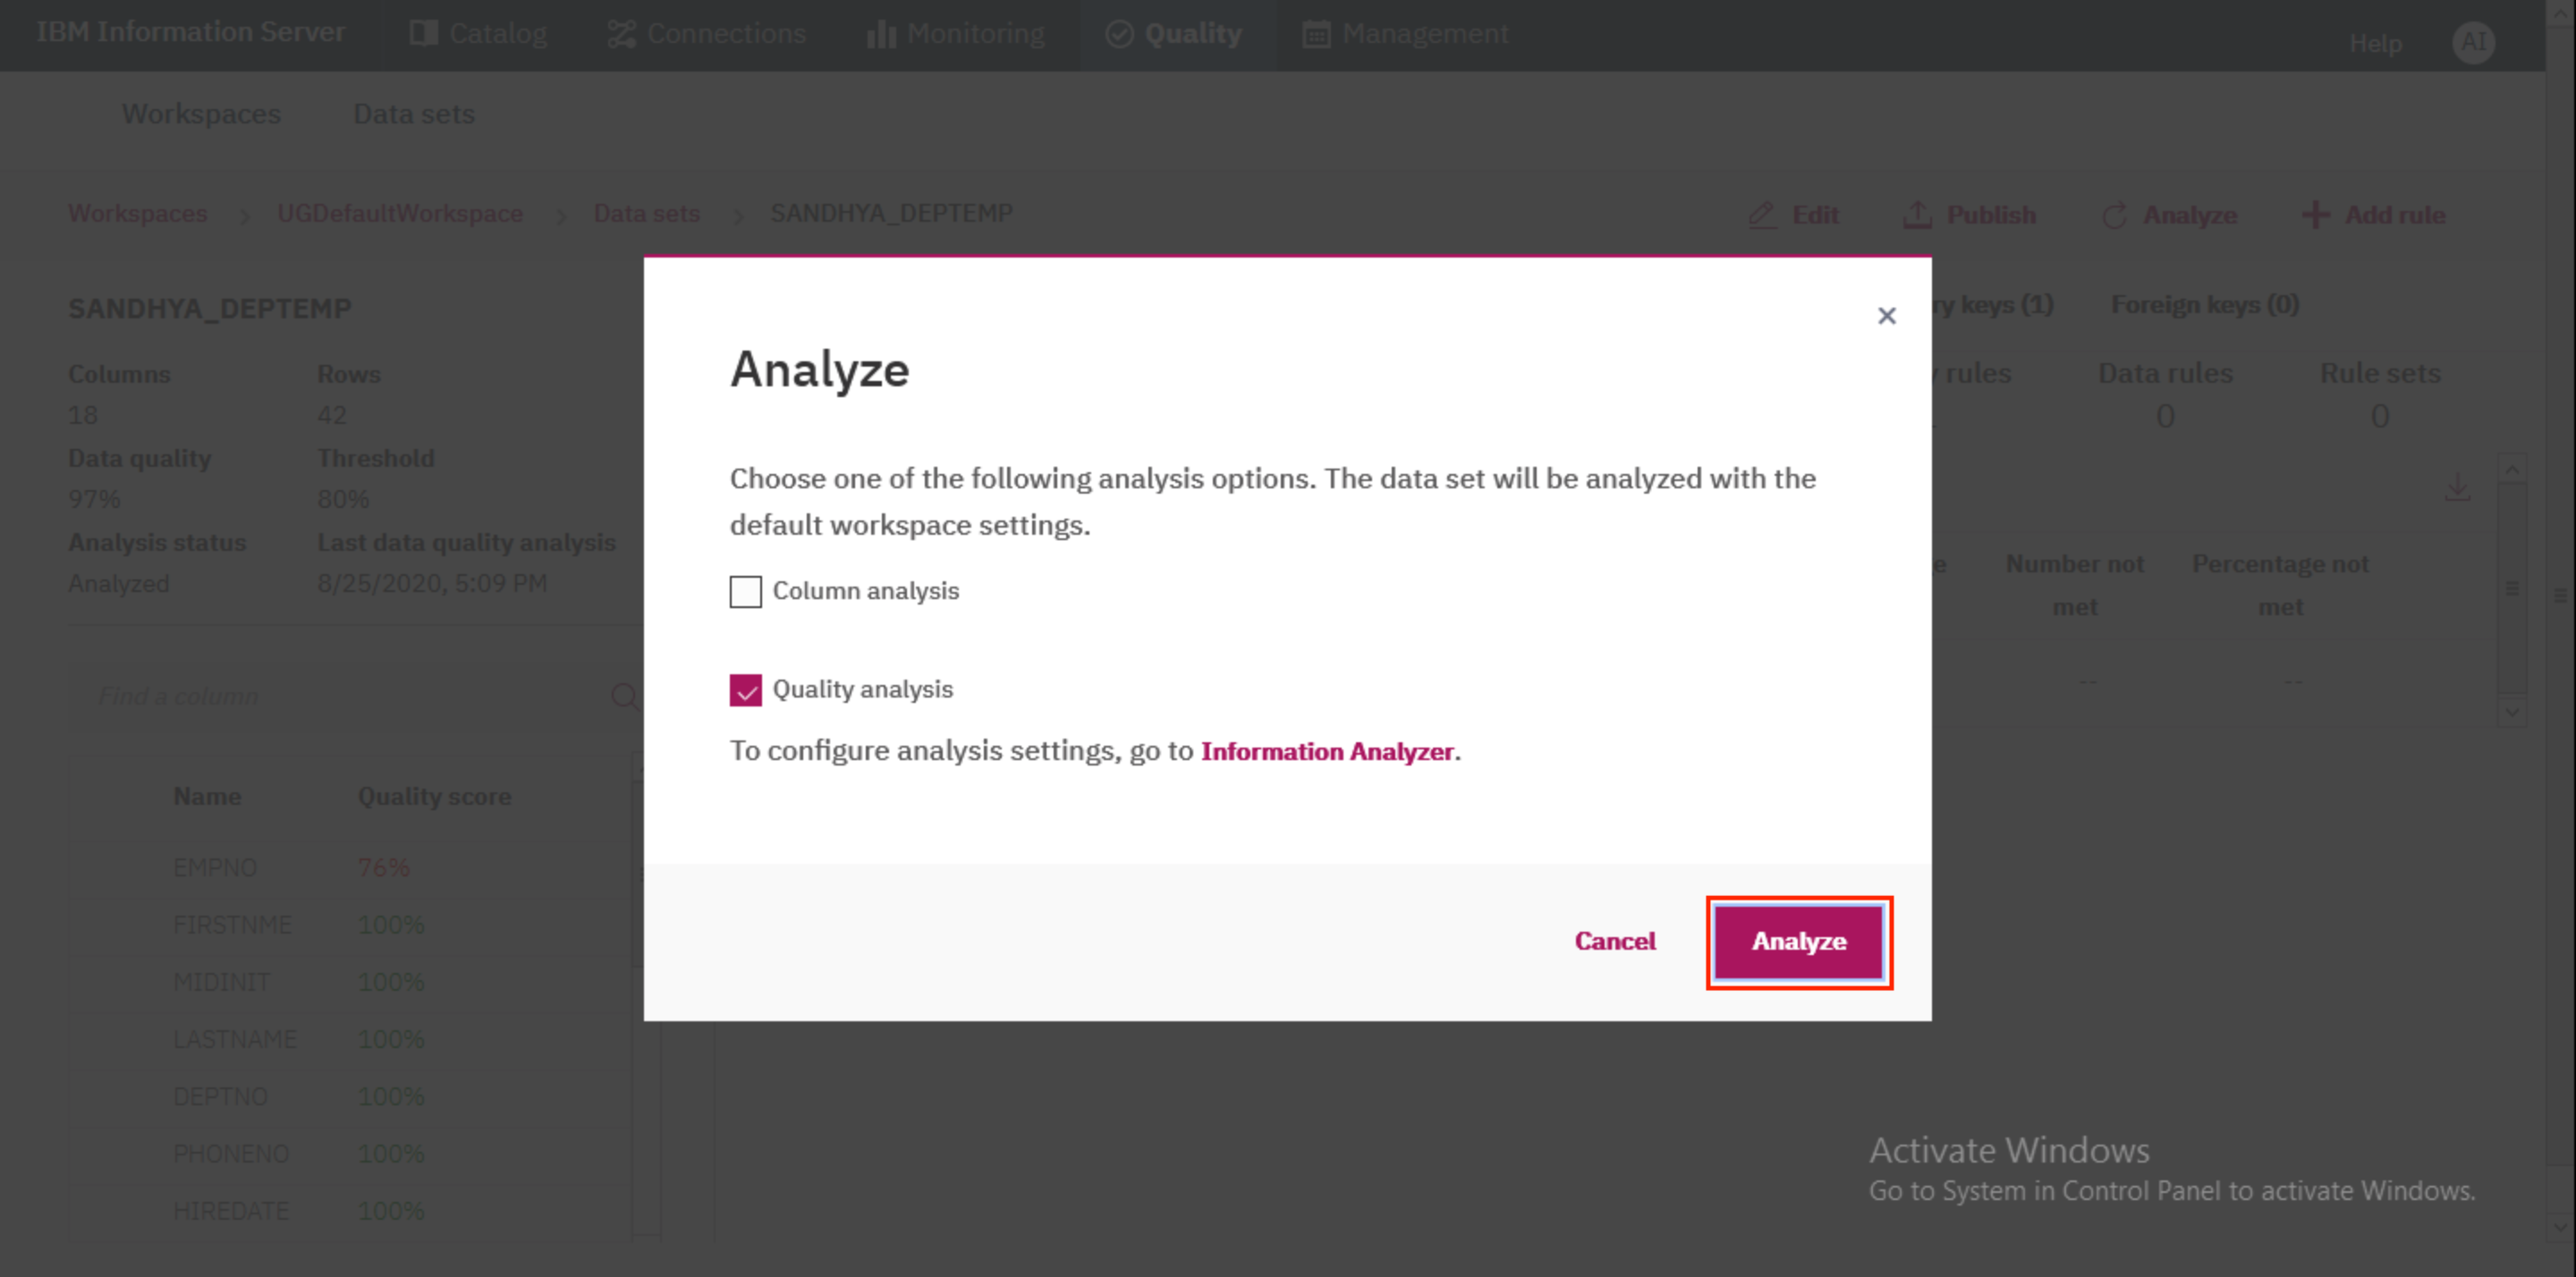 IBM Information Server
Catalog
Connections
Monitoring
Quality
Management
Help
AI
Workspaces
Data sets
Workspaces > UGDefaultWorkspace > Data sets > SANDHYA_DEPTEMP
Edit
Publish
Analyze
Add rule
SANDHYA_DEPTEMP
Columns Rows
18 42
Data quality Threshold
97% 80%
Analysis status Last data quality analysis
Analyzed 8/25/2020, 5:09 PM
Find a column
Name Quality score
EMPNO 76%
FIRSTNME 100%
MIDINIT 100%
LASTNAME 100%
DEPTNO 100%
PHONENO 100%
HIREDATE 100%
Analyze
Choose one of the following analysis options. The data set will be analyzed with the
default workspace settings.
Column analysis
Quality analysis
To configure analysis settings, go to Information Analyzer.
Cancel
Analyze
keys (1)
Foreign keys (0)
rules Data rules Rule sets
0 0
Number not Percentage not
met met
-- --
Activate Windows
Go to System in Control Panel to activate Windows.